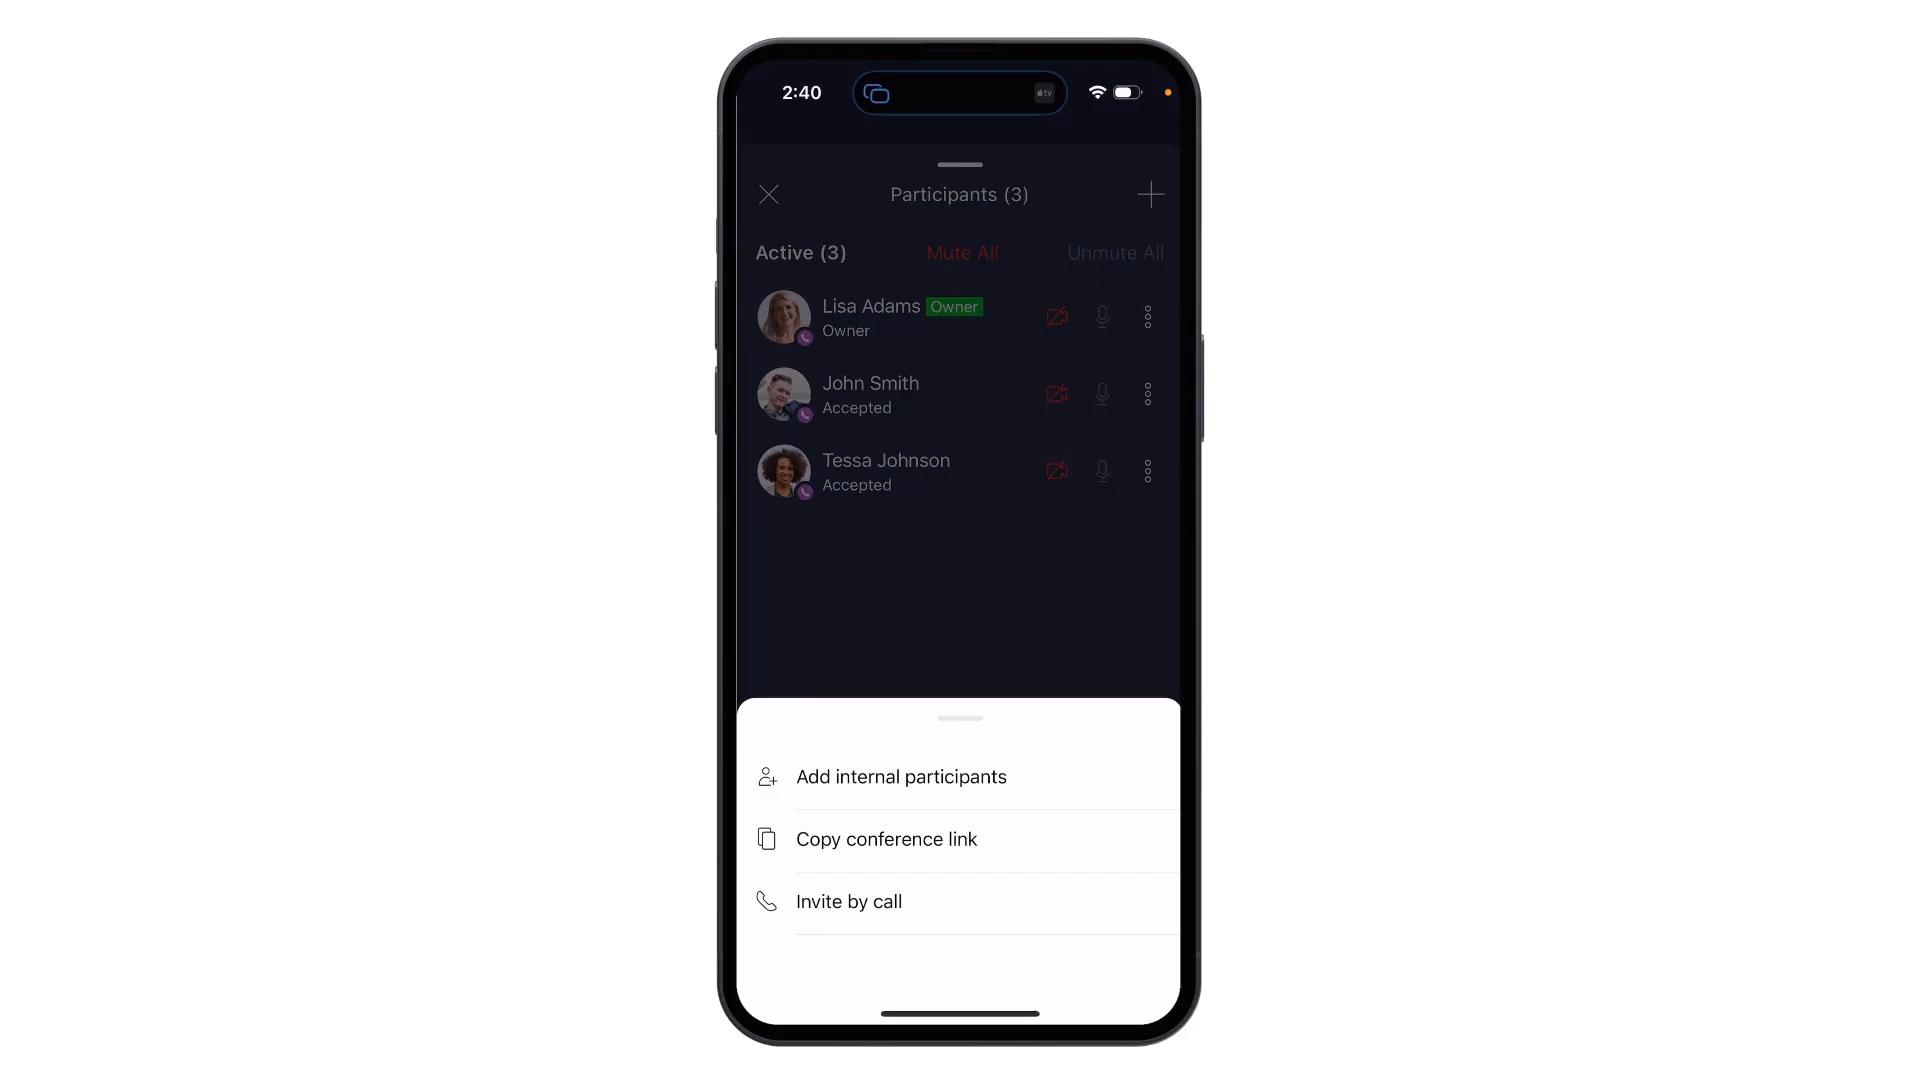 2:40
tv
Participants (3)
Active (3) Mute All Unmute All
Lisa Adams Owner
Owner
John Smith
Accepted
Tessa Johnson
Accepted
Add internal participants
Copy conference link
Invite by call